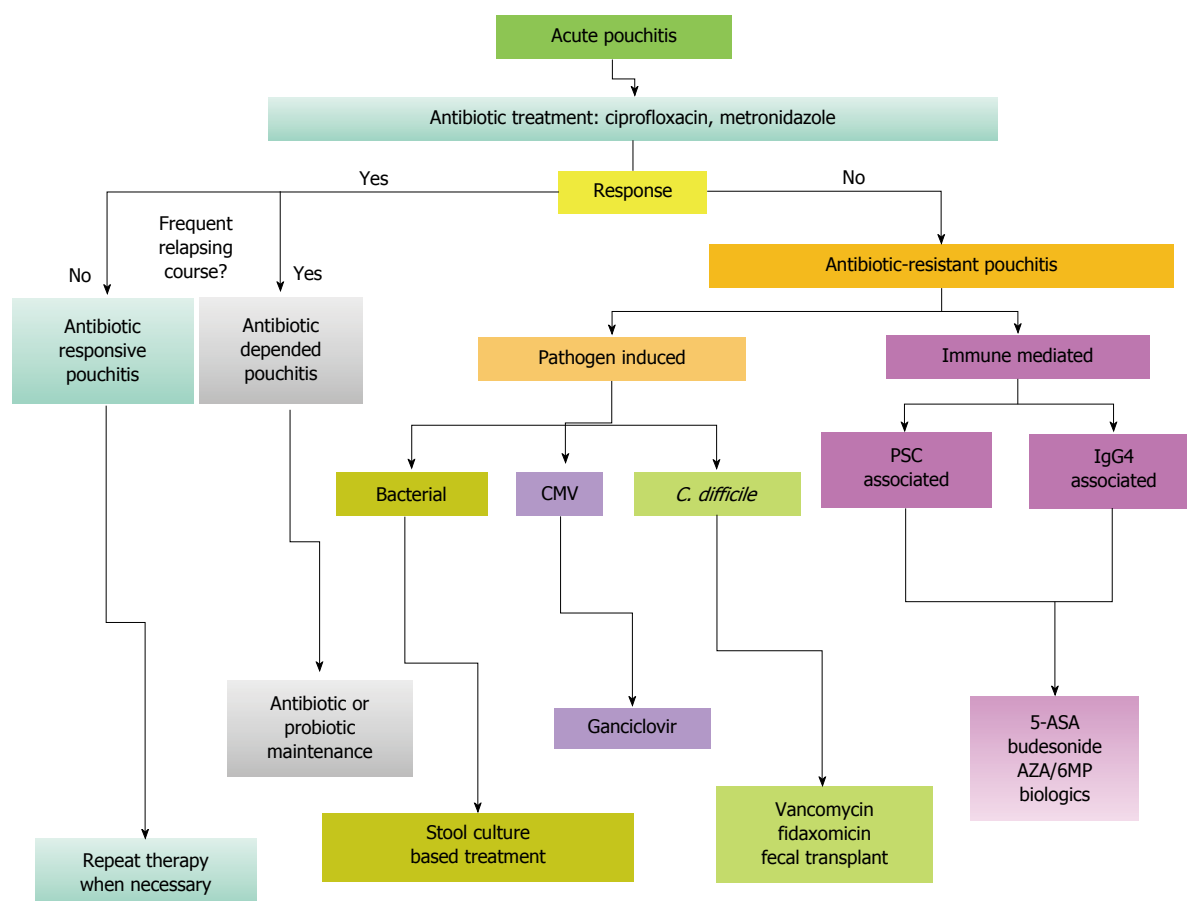 Acute pouchitis
Antibiotic treatment: ciprofloxacin, metronidazole
Yes
Response
No
Frequent
relapsing
course?
No
Yes
Antibiotic-resistant pouchitis
Antibiotic
responsive
pouchitis
Antibiotic
depended
pouchitis
Pathogen induced
Immune mediated
PSC
associated
IgG4
associated
Bacterial
CMV
C. difficile
Antibiotic or
probiotic
maintenance
Ganciclovir
5-ASA
budesonide
AZA/6MP
biologics
Stool culture
based treatment
Vancomycin
fidaxomicin
fecal transplant
Repeat therapy
when necessary